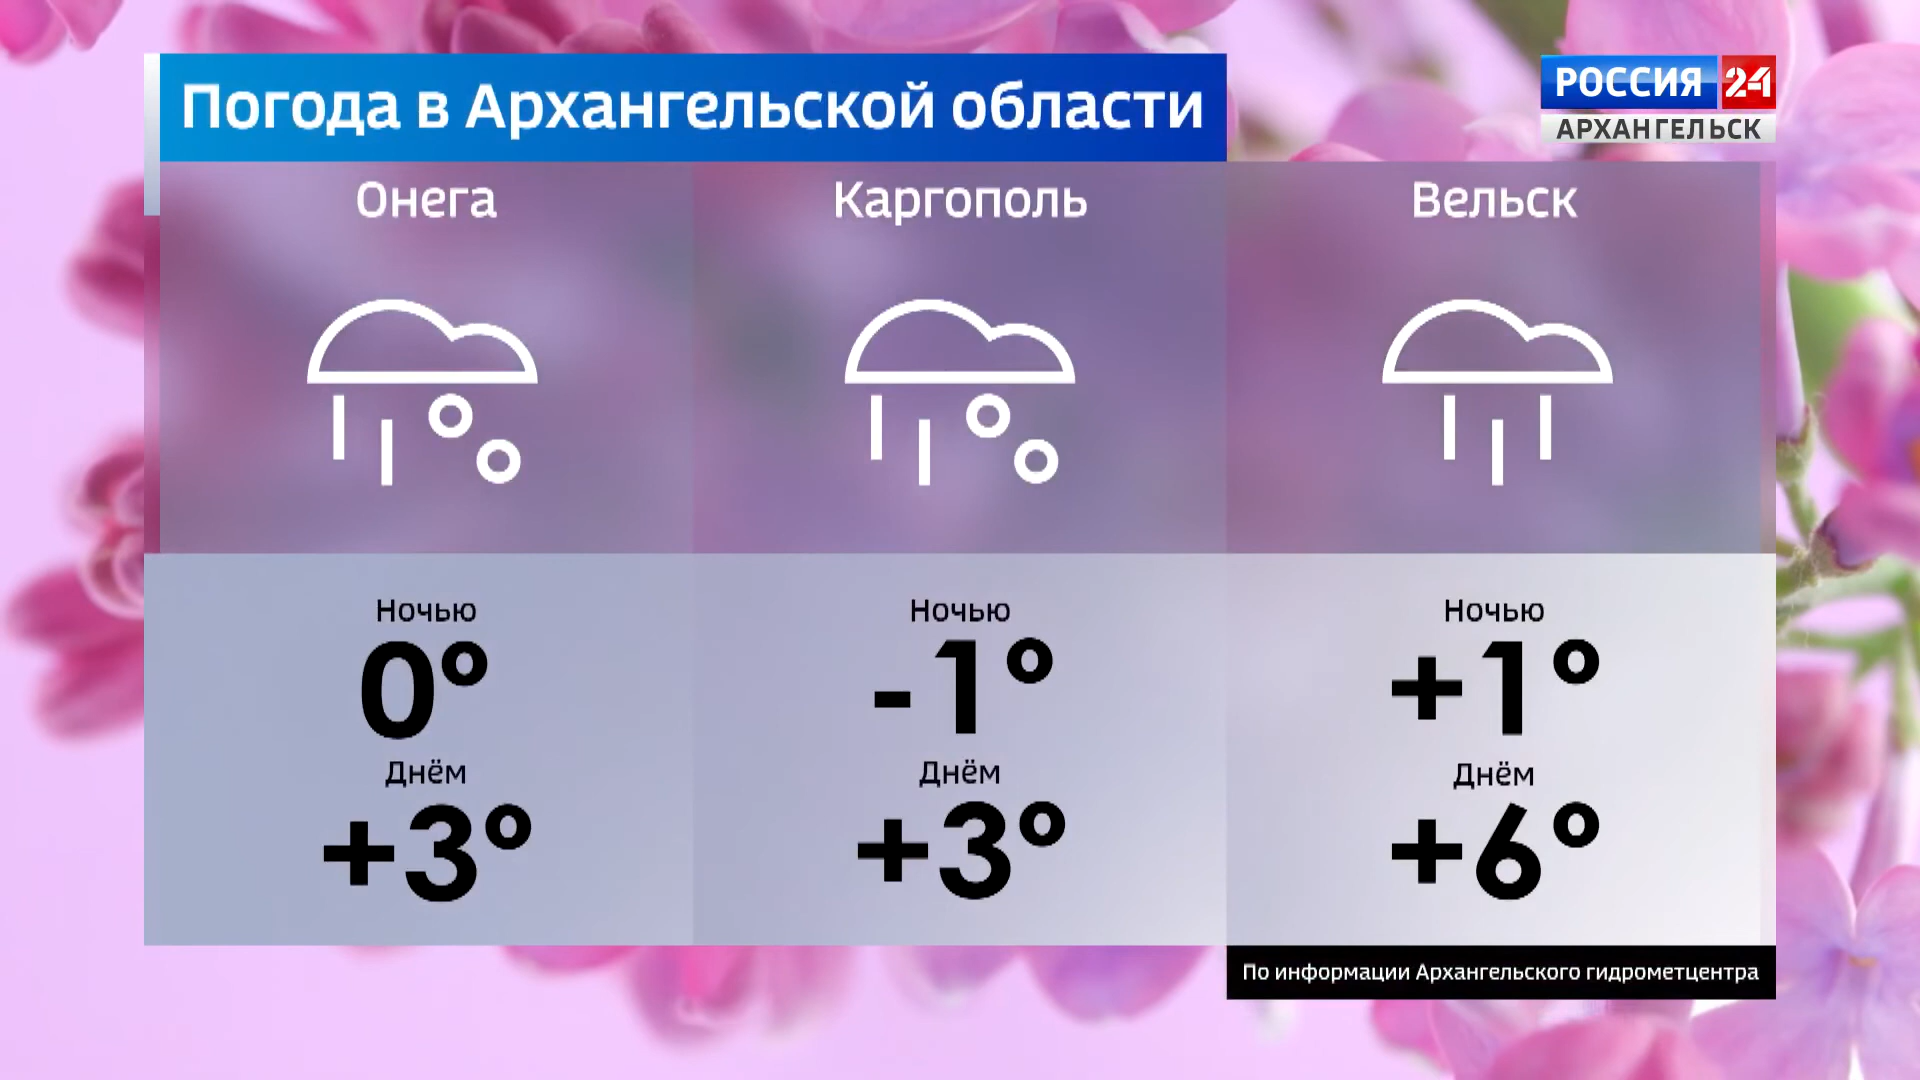 Погода в Архангельской области
РОССИЯ 24
АРХАНГЕЛЬСК
Онега
Каргополь
Вельск
Ночью
0°
Днём
+3°
Ночью
-1°
Днём
+3°
Ночью
+1°
Днём
+6°
По информации Архангельского гидрометцентра